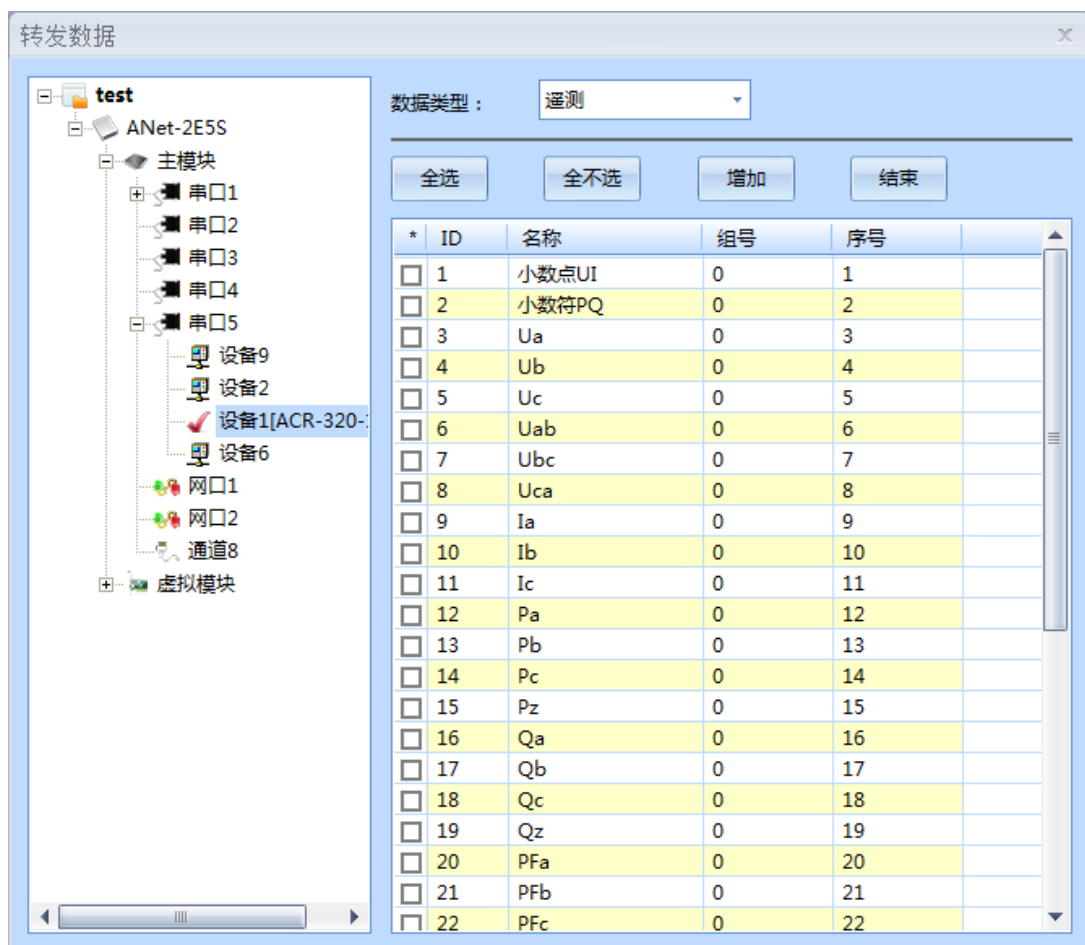 转发数据
test
ANet-2E5S
主模块
串口1
串口2
串口3
串口4
串口5
设备9
设备2
设备1[ACR-320-
设备6
网口1
网口2
通道8
虚拟模块
数据类型： 遥测
全选 全不选 增加 结束
* ID 名称 组号 序号
1 小数点UI 0 1
2 小数符PQ 0 2
3 Ua 0 3
4 Ub 0 4
5 Uc 0 5
6 Uab 0 6
7 Ubc 0 7
8 Uca 0 8
9 Ia 0 9
10 Ib 0 10
11 Ic 0 11
12 Pa 0 12
13 Pb 0 13
14 Pc 0 14
15 Pz 0 15
16 Qa 0 16
17 Qb 0 17
18 Qc 0 18
19 Qz 0 19
20 PFa 0 20
21 PFb 0 21
22 PFc 0 22